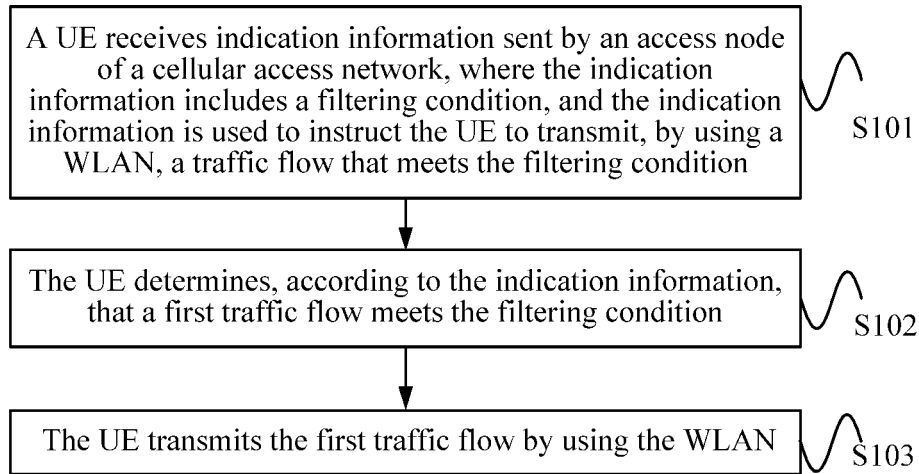 A UE receives indication information sent by an access node
of a cellular access network, where the indication
information includes a filtering condition, and the indication
information is used to instruct the UE to transmit, by using a
WLAN, a traffic flow that meets the filtering condition
S101
The UE determines, according to the indication information,
that a first traffic flow meets the filtering condition
S102
The UE transmits the first traffic flow by using the WLAN
S103